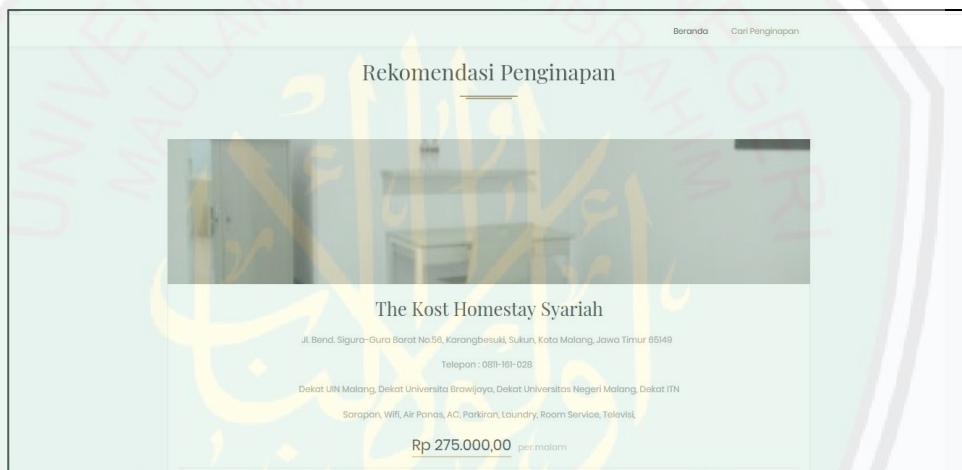 Beranda Cari Penginapan
Rekomendasi Penginapan
The Kost Homestay Syariah
Jl. Bend. Sigura-Gura Barat No.56, Karangbesuki, Sukun, Kota Malang, Jawa Timur 65149
Telepon : 0811-161-028
Dekat UIN Malang, Dekat Universita Brawijaya, Dekat Universitas Negeri Malang, Dekat ITN
Sarapan, Wifi, Air Panas, AC, Parkiran, Laundry, Room Service, Televisi,
Rp 275.000,00 per malam